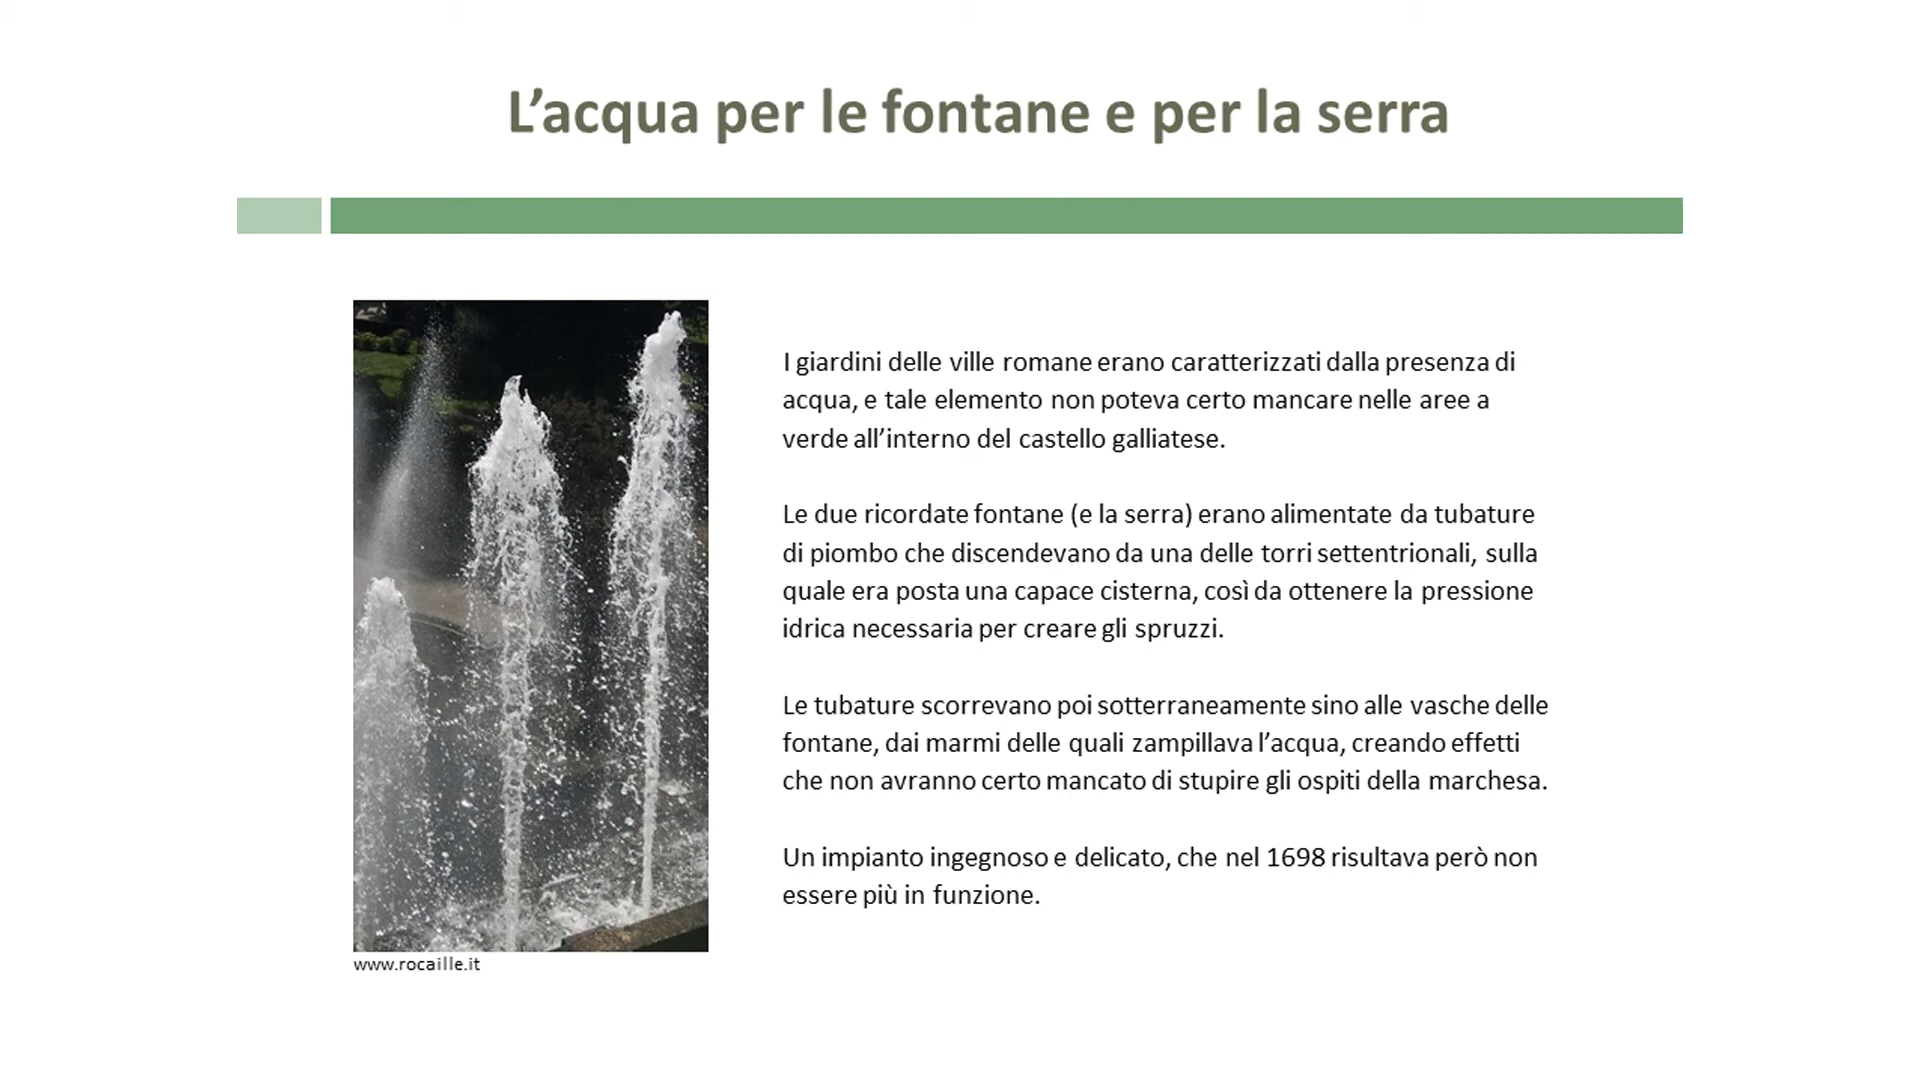 L’acqua per le fontane e per la serra
I giardini delle ville romane erano caratterizzati dalla presenza di
acqua, e tale elemento non poteva certo mancare nelle aree a
verde all’interno del castello galliatese.
Le due ricordate fontane (e la serra) erano alimentate da tubature
di piombo che discendevano da una delle torri settentrionali, sulla
quale era posta una capace cisterna, così da ottenere la pressione
idrica necessaria per creare gli spruzzi.
Le tubature scorrevano poi sotterraneamente sino alle vasche delle
fontane, dai marmi delle quali zampillava l’acqua, creando effetti
che non avranno certo mancato di stupire gli ospiti della marchesa.
Un impianto ingegnoso e delicato, che nel 1698 risultava però non
essere più in funzione.
www.rocaille.it